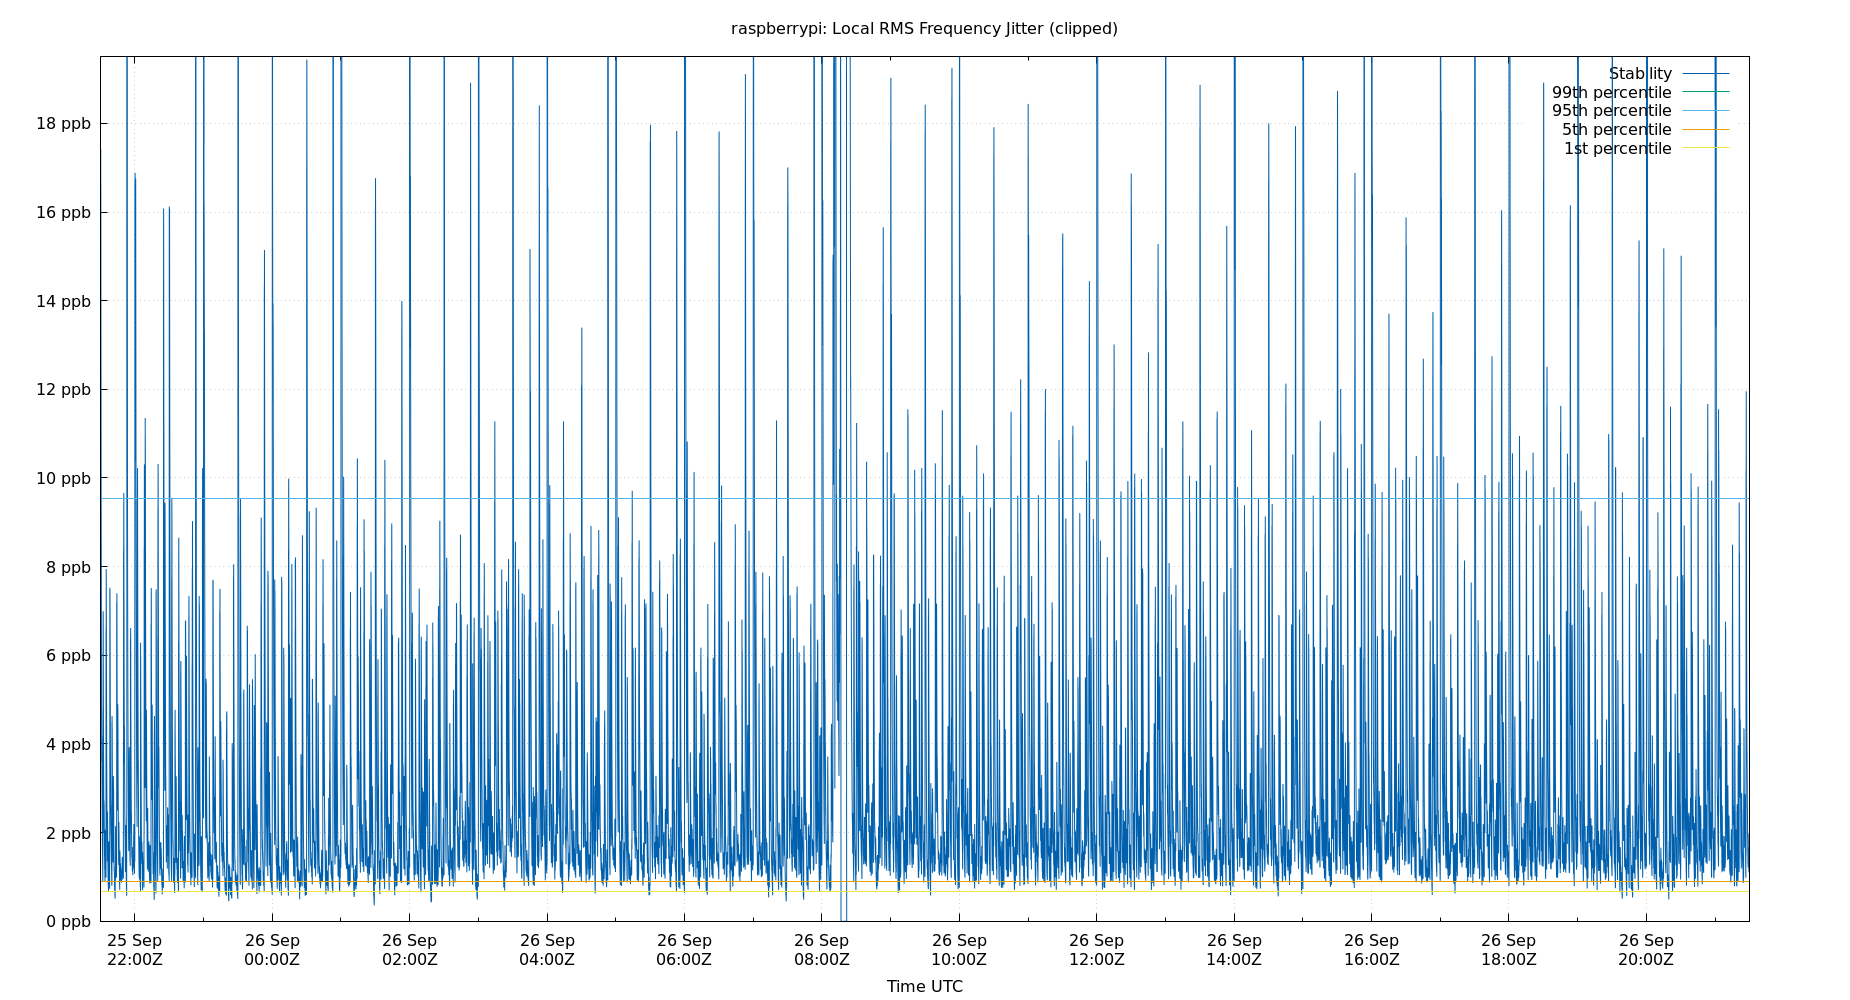 raspberrypi: Local RMS Frequency Jitter (clipped)
Stability
99th percentile
95th percentile
5th percentile
1st percentile
18 ppb
16 ppb
14 ppb
12 ppb
10 ppb
8 ppb
6 ppb
4 ppb
2 ppb
0 ppb
25 Sep 26 Sep 26 Sep 26 Sep 26 Sep 26 Sep 26 Sep 26 Sep 26 Sep 26 Sep 26 Sep 26 Sep
22:00Z 00:00Z 02:00Z 04:00Z 06:00Z 08:00Z 10:00Z 12:00Z 14:00Z 16:00Z 18:00Z 20:00Z
Time UTC